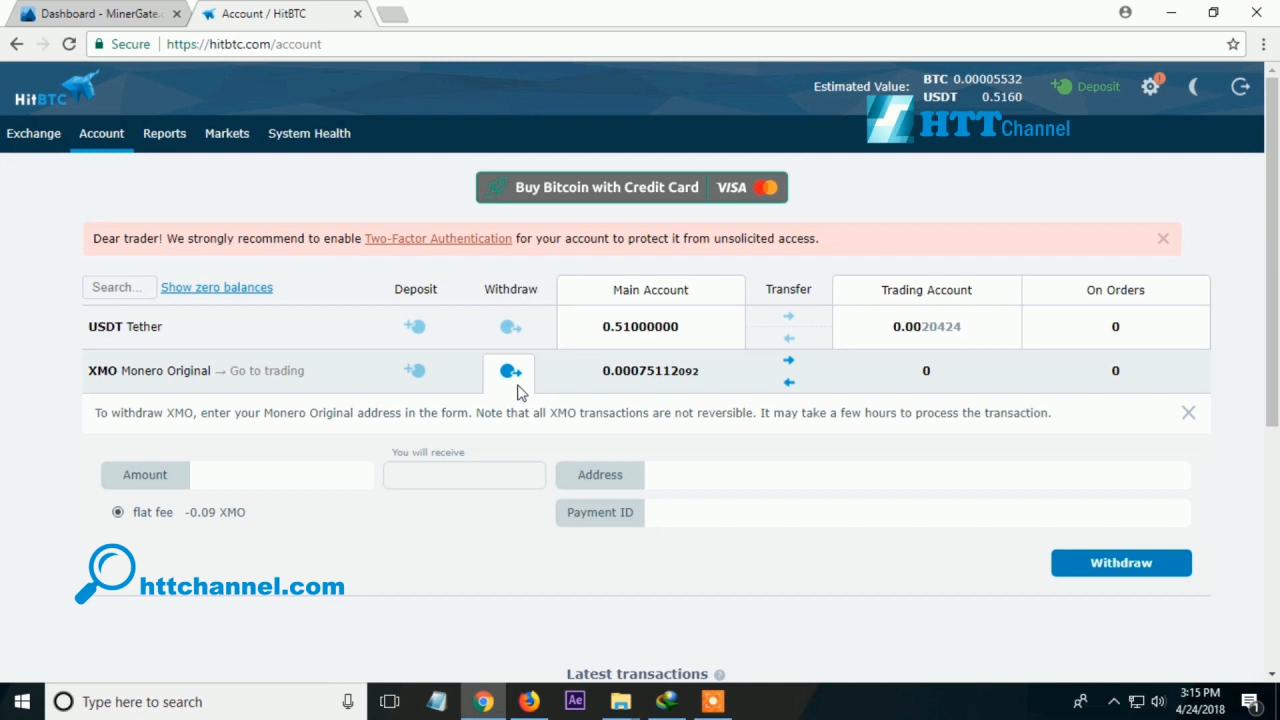 Dashboard - MinerGate.c
Account / HitBTC
Secure
https://hitbtc.com/account
HitBTC
Estimated Value:
BTC 0.00005532
USDT 0.5160
Deposit
HTT Channel
Exchange
Account
Reports
Markets
System Health
Buy Bitcoin with Credit Card
VISA
Dear trader! We strongly recommend to enable Two-Factor Authentication for your account to protect it from unsolicited access.
Search...
Show zero balances
Deposit
Withdraw
Main Account
Transfer
Trading Account
On Orders
USDT Tether
0.51000000
0.0020424
0
XMO Monero Original → Go to trading
0.00075112092
0
0
To withdraw XMO, enter your Monero Original address in the form. Note that all XMO transactions are not reversible. It may take a few hours to process the transaction.
You will receive
Amount
Address
flat fee -0.09 XMO
Payment ID
Withdraw
httchannel.com
Latest transactions ?
Type here to search
Ae
3:15 PM
4/24/2018
1